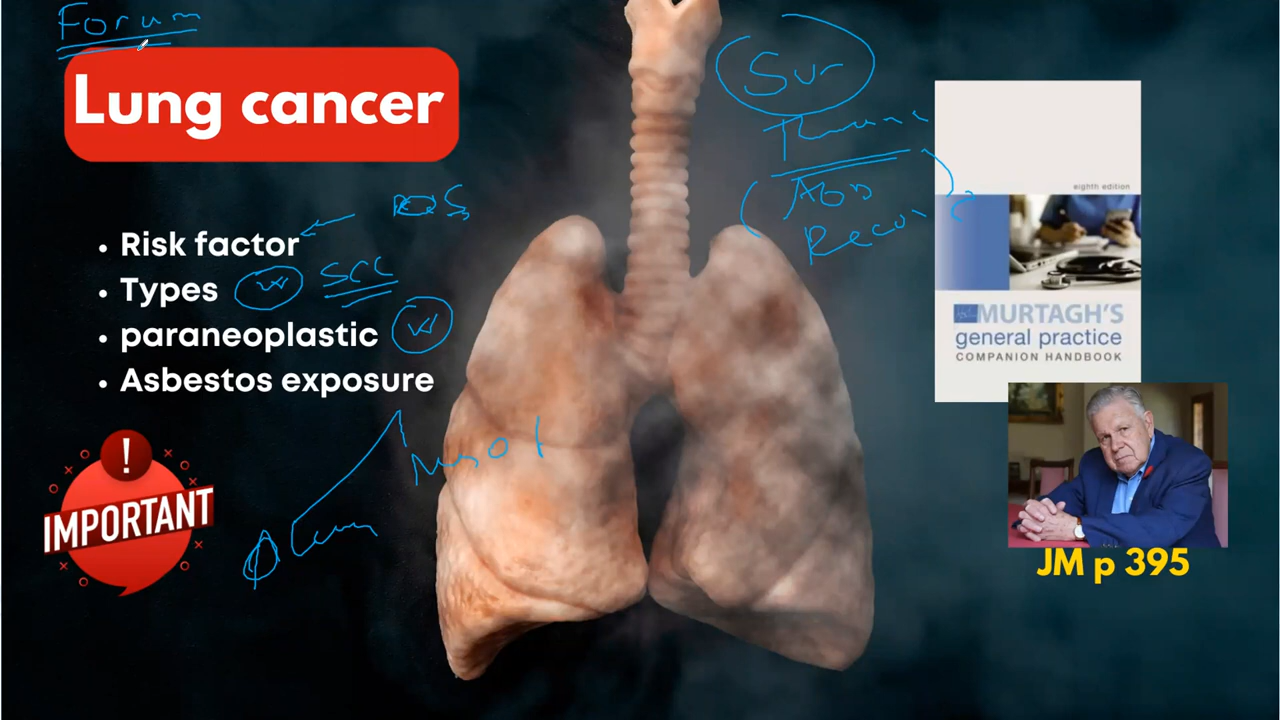 Forum
Lung cancer
Sur
• Risk factor
• Types
SCC
• paraneoplastic
• Asbestos exposure
!
IMPORTANT
eighth edition
MURTAGH'S
general practice
COMPANION HANDBOOK
JM p 395